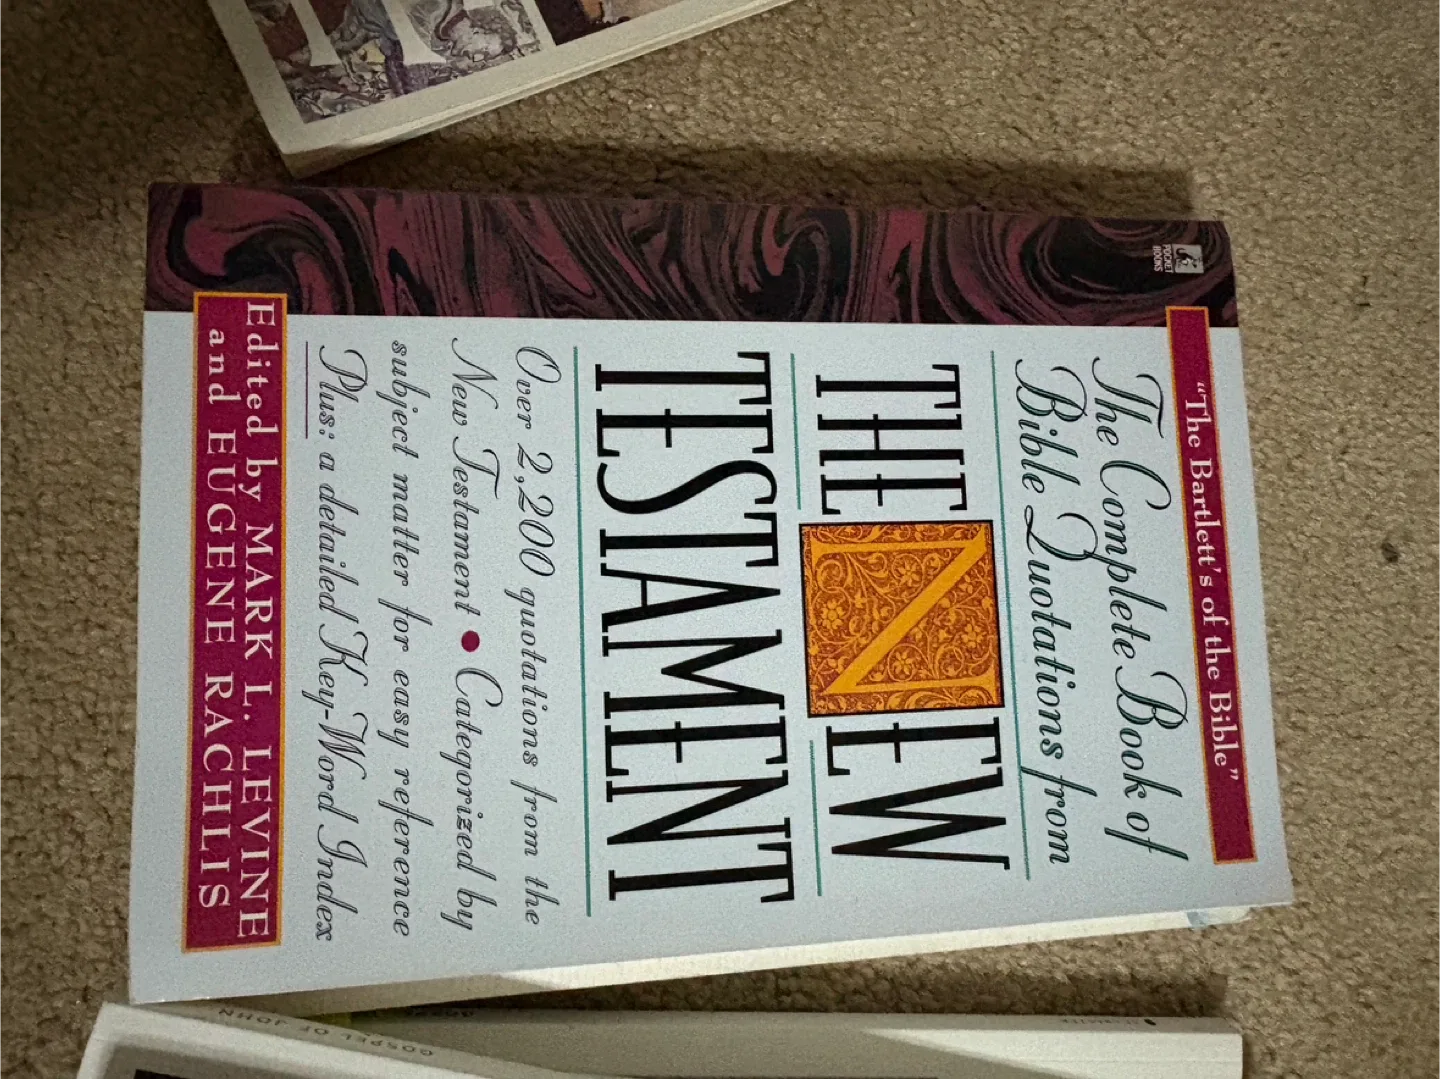 "The Bartlett's of the Bible"
The Complete Book of
Bible Quotations from
THE NEW
TESTAMENT
Over 2,200 quotations from the
New Testament • Categorized by
subject matter for easy reference
Plus: a detailed Key-Word Index
Edited by MARK L. LEVINE
and EUGENE RACHLIS
POCKET
BOOKS
GOSPEL OF JOHN